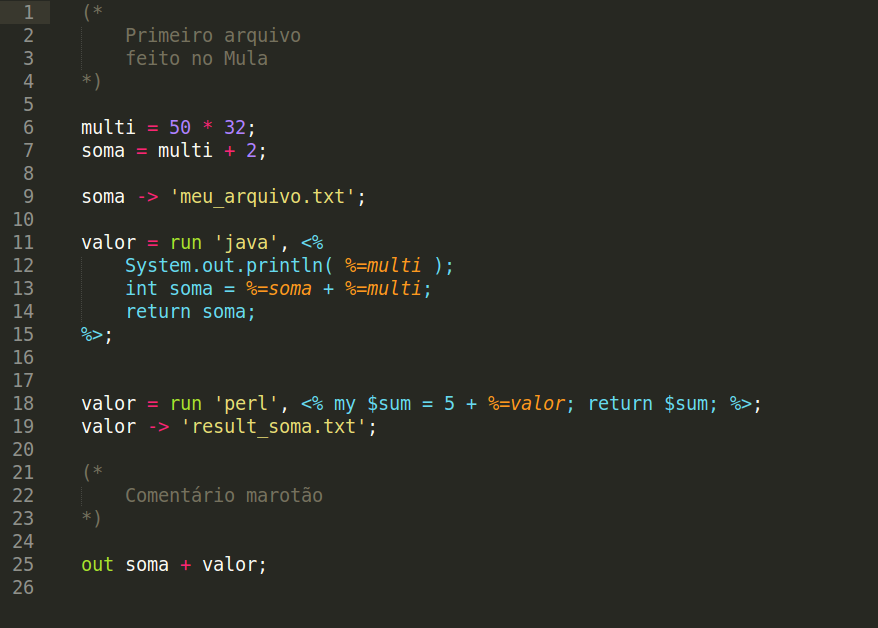 1 (*
2 Primeiro arquivo
3 feito no Mula
4 *)
5
6 multi = 50 * 32;
7 soma = multi + 2;
8
9 soma -> 'meu_arquivo.txt';
10
11 valor = run 'java', <%
12 System.out.println( %=multi );
13 int soma = %=soma + %=multi;
14 return soma;
15 %>;
16
17
18 valor = run 'perl', <% my $sum = 5 + %=valor; return $sum; %>;
19 valor -> 'result_soma.txt';
20
21 (*
22 Comentário marotão
23 *)
24
25 out soma + valor;
26